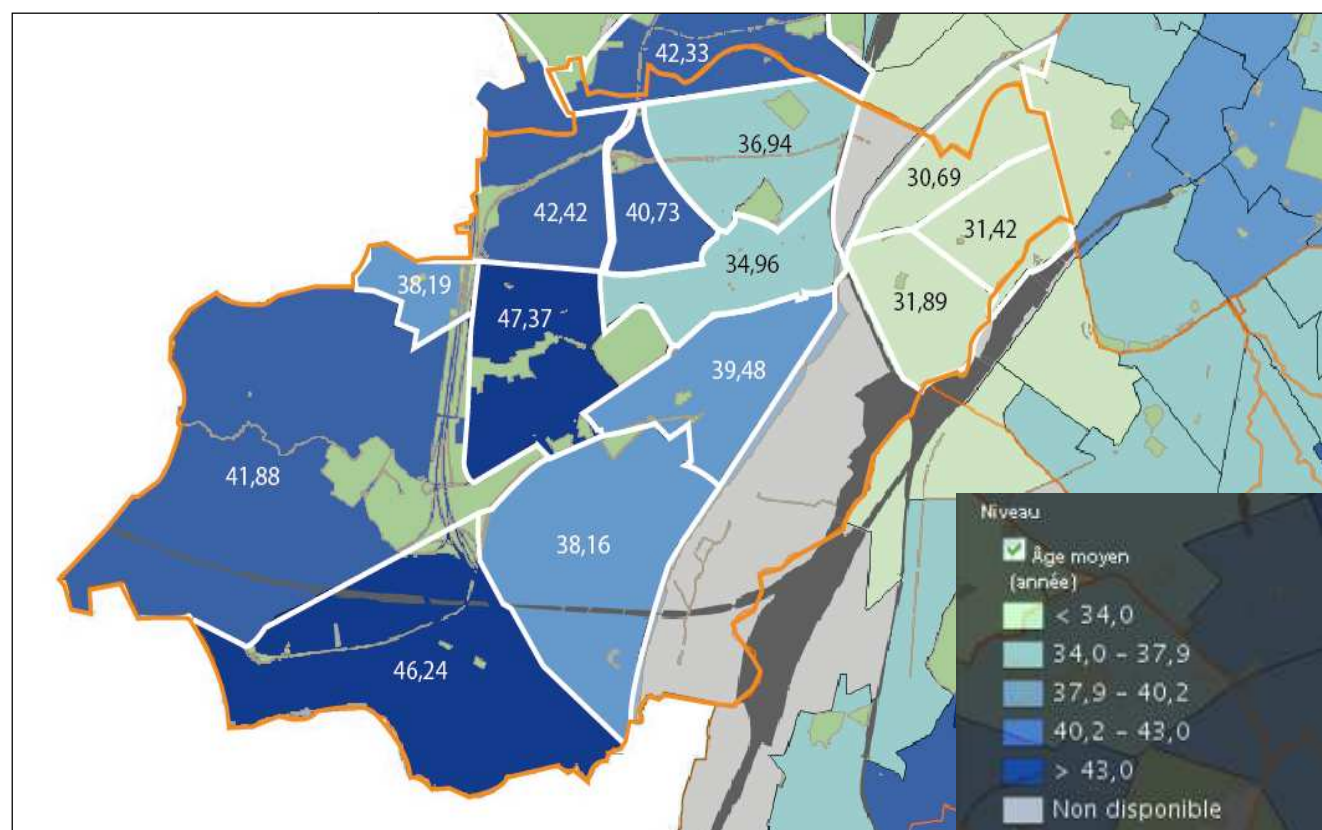 42,33
36,94
30,69
42,42
40,73
31,42
34,96
38,19
47,37
31,89
39,48
41,88
38,16
46,24
Niveau
Âge moyen
(année)
< 34,0
34,0 – 37,9
37,9 – 40,2
40,2 – 43,0
> 43,0
Non disponible